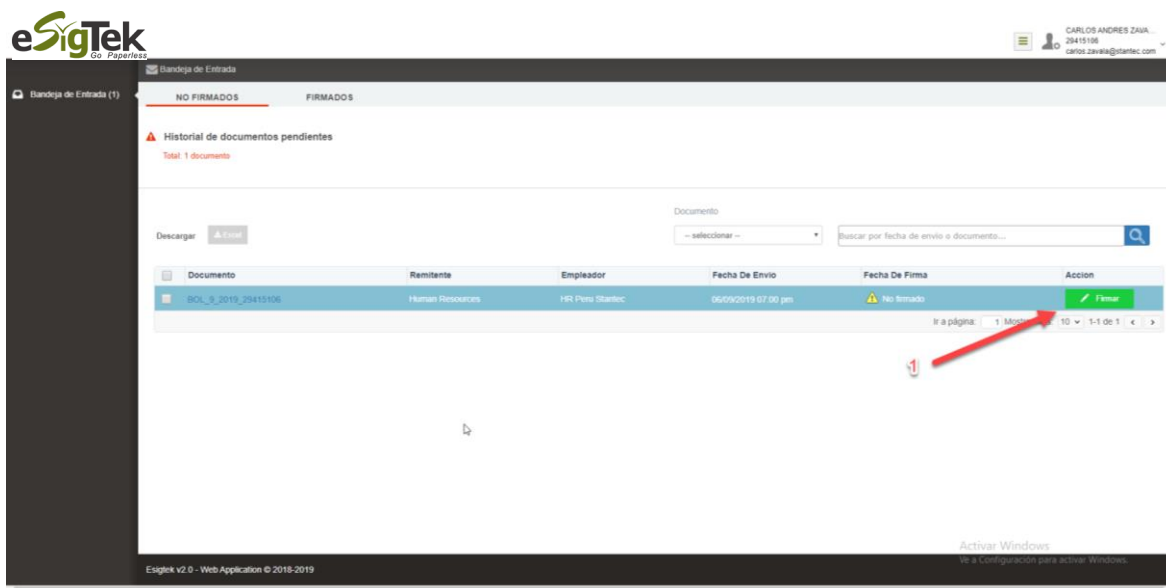 eSigTek
Go Paperless
CARLOS ANDRES ZAVA...
29415106
carlos.zavala@stantec.com
Bandeja de Entrada
Bandeja de Entrada (1)
NO FIRMADOS FIRMADOS
Historial de documentos pendientes
Total: 1 documento
Documento
Descargar Excel -- seleccionar -- Buscar por fecha de envio o documento...
Documento Remitente Empleador Fecha De Envio Fecha De Firma Accion
BOL_9_2019_29415106 Human Resources HR Peru Stantec 06/09/2019 07:00 pm No firmado Firmar
Ir a página: 1 10 1-1 de 1 < >
1
Activar Windows
Ve a Configuración para activar Windows.
Esigtek v2.0 - Web Application © 2018-2019